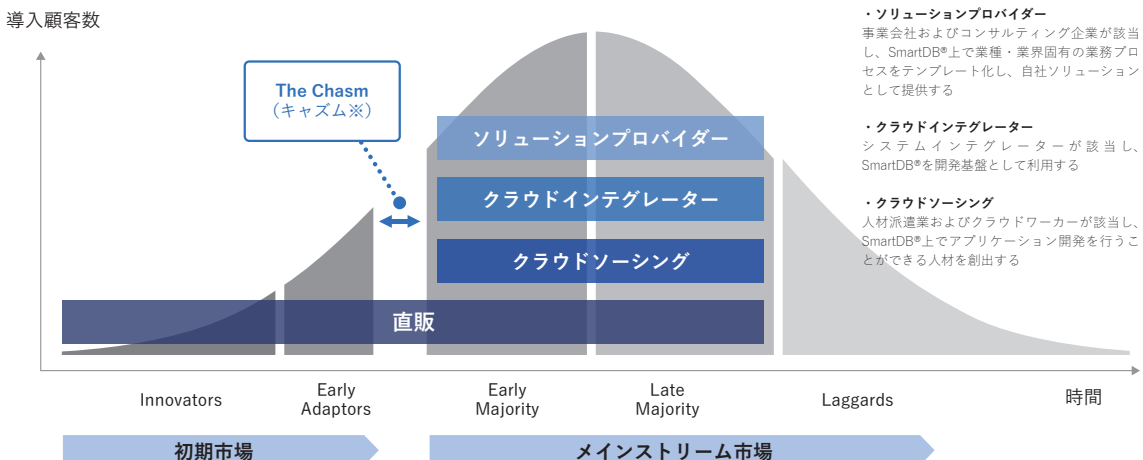 導入顧客数
The Chasm
（キャズム※）
ソリューションプロバイダー
クラウドインテグレーター
クラウドソーシング
直販
Innovators
Early
Adaptors
Early
Majority
Late
Majority
Laggards
時間
初期市場
メインストリーム市場
・ソリューションプロバイダー
事業会社およびコンサルティング企業が該当
し、SmartDB®上で業種・業界固有の業務プロ
セスをテンプレート化し、自社ソリューション
として提供する
・クラウドインテグレーター
システムインテグレーターが該当し、
SmartDB®を開発基盤として利用する
・クラウドソーシング
人材派遣業およびクラウドワーカーが該当し、
SmartDB®上でアプリケーション開発を行うこ
とができる人材を創出する